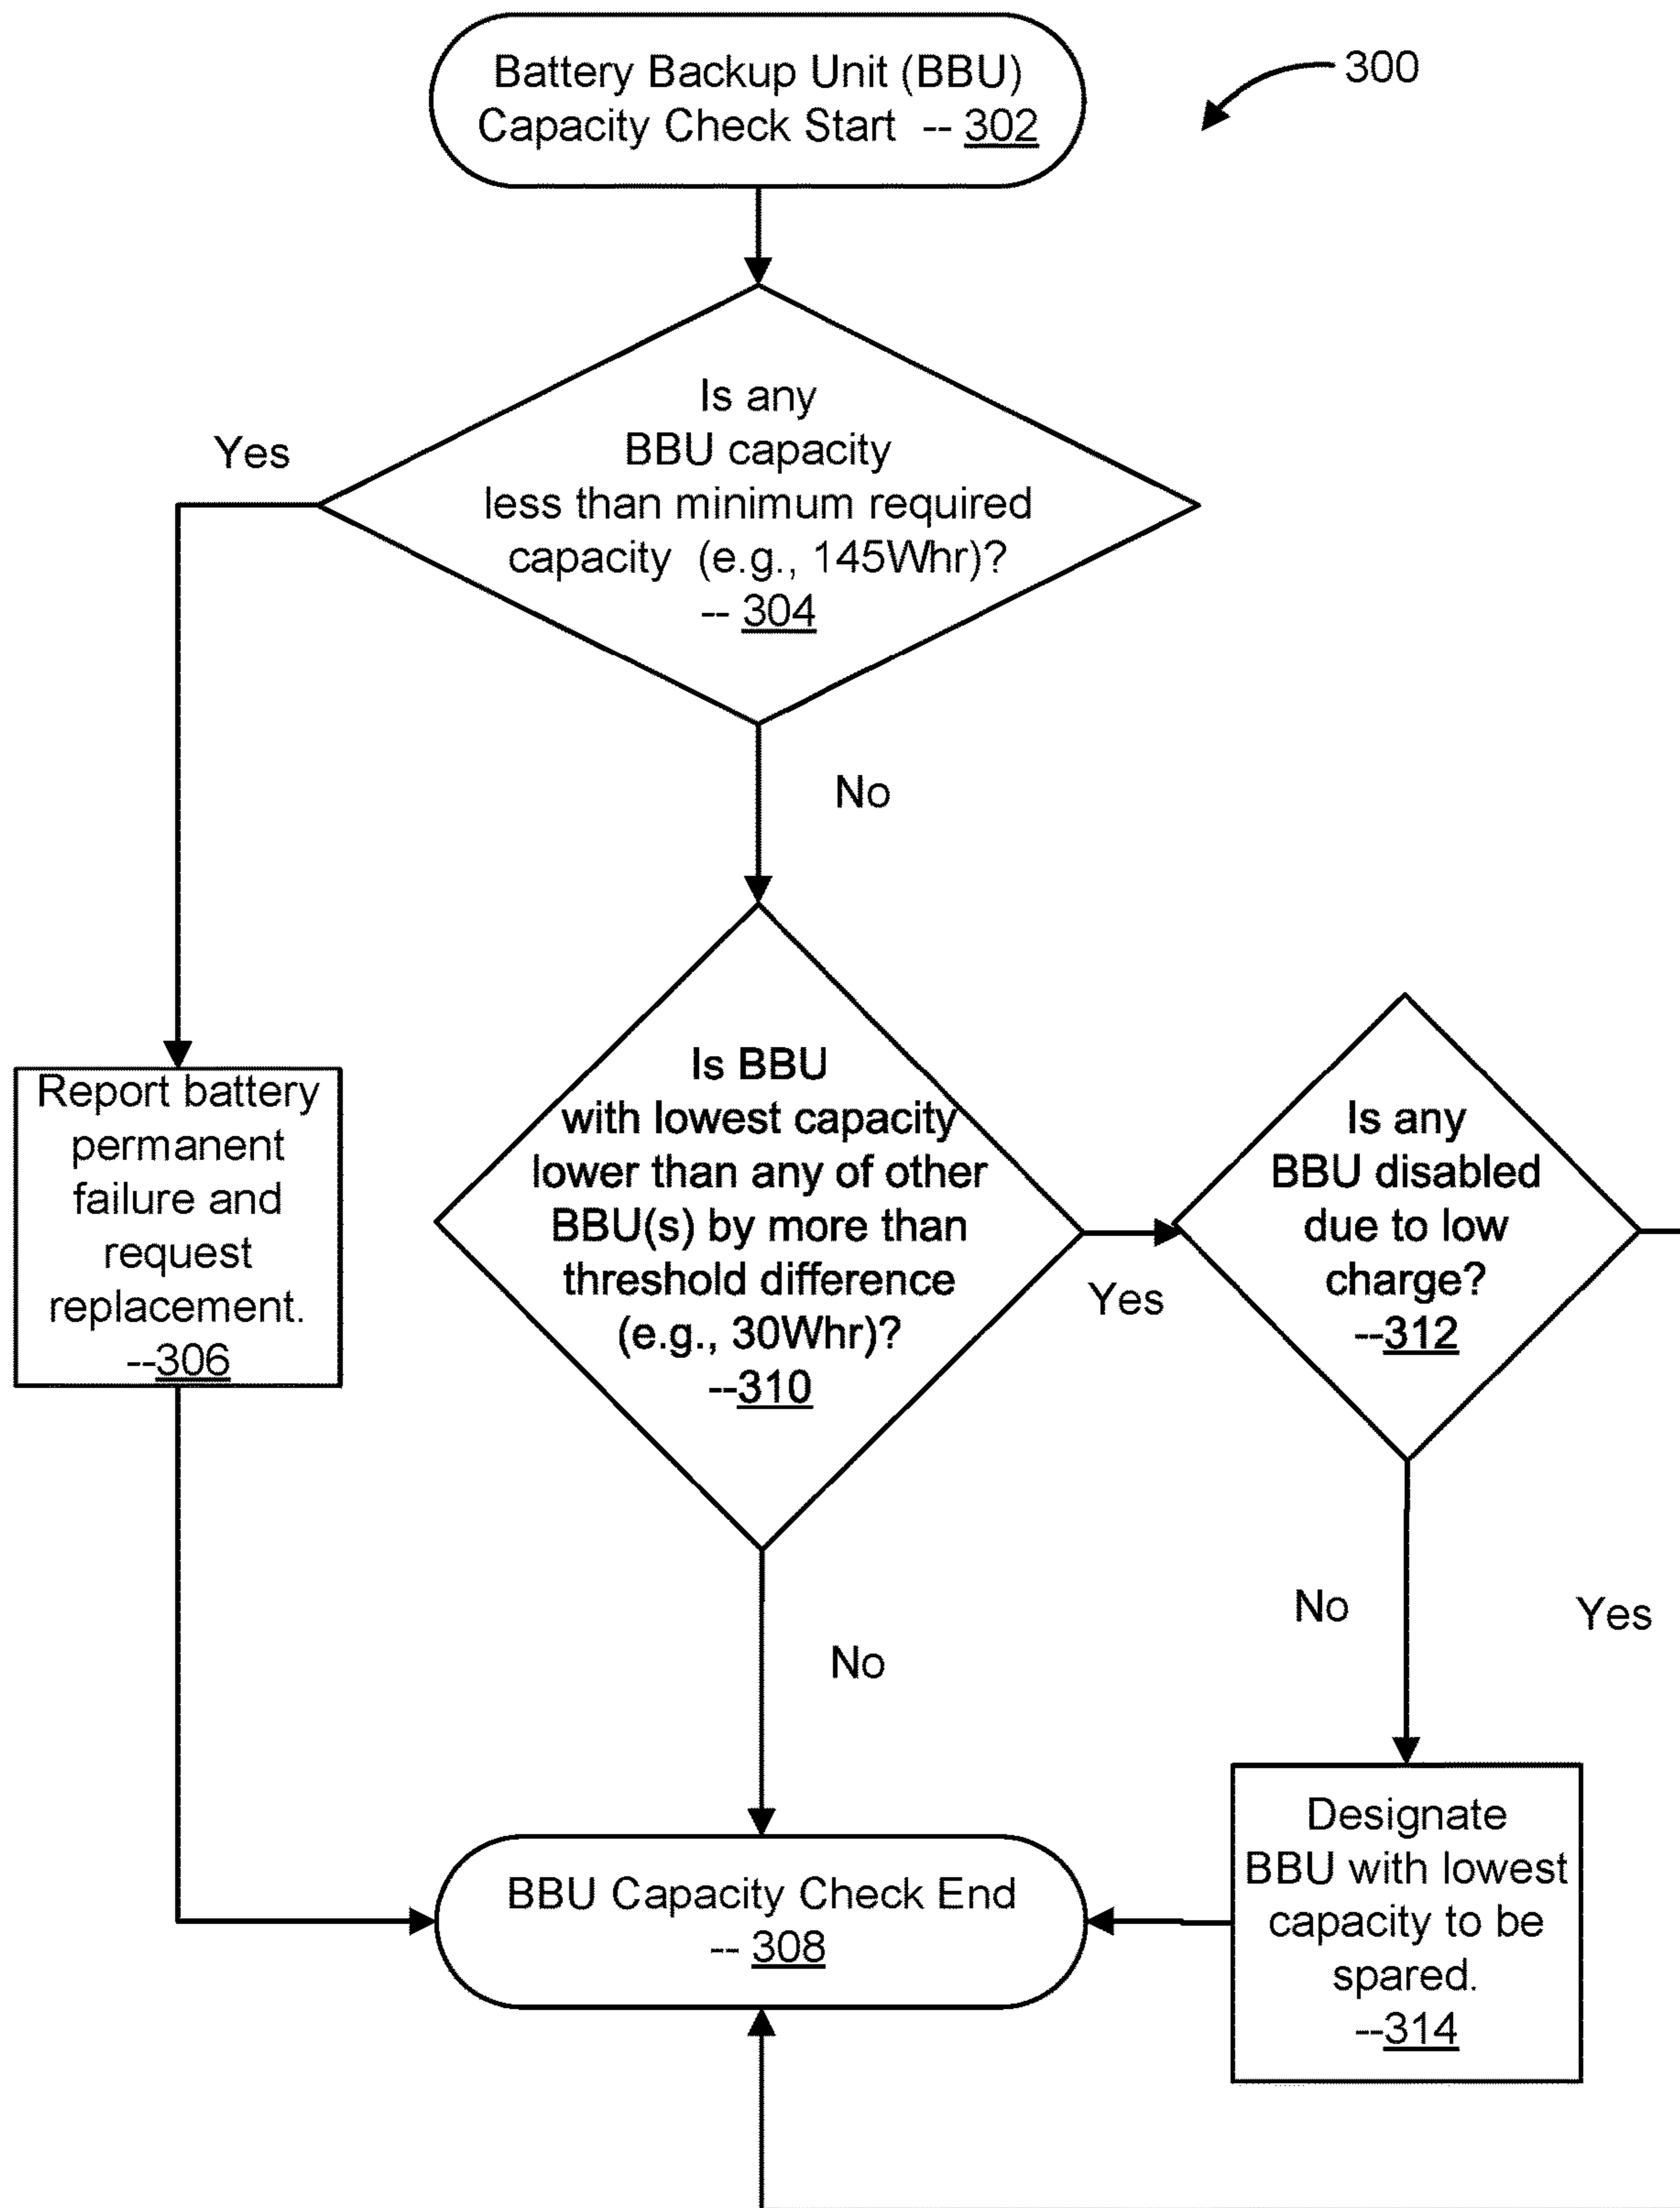 Battery Backup Unit (BBU)
Capacity Check Start -- 302
300
Is any
BBU capacity
less than minimum required
capacity (e.g., 145Whr)?
-- 304
Yes
No
Report battery
permanent
failure and
request
replacement.
--306
Is BBU
with lowest capacity
lower than any of other
BBU(s) by more than
threshold difference
(e.g., 30Whr)?
--310
Yes
Is any
BBU disabled
due to low
charge?
--312
No
Yes
No
Designate
BBU with lowest
capacity to be
spared.
--314
BBU Capacity Check End
-- 308